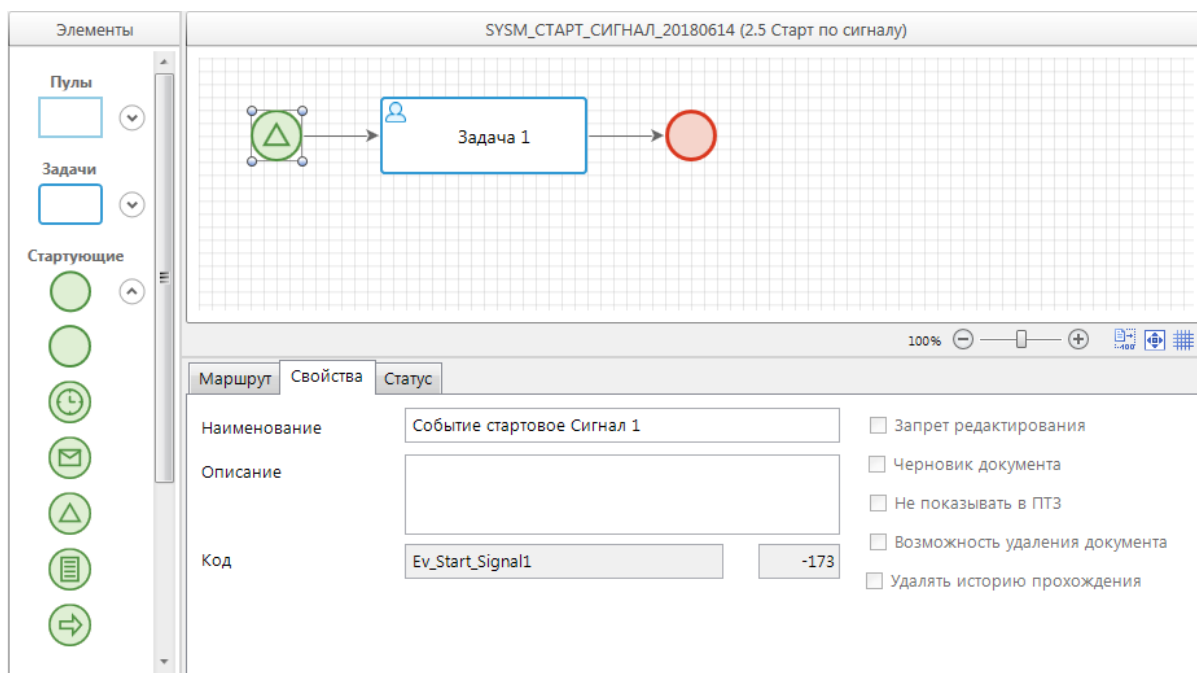 Элементы
SYSM_СТАРТ_СИГНАЛ_20180614 (2.5 Старт по сигналу)
Пулы
Задачи
Стартующие
Задача 1
100%
Маршрут
Свойства
Статус
Наименование
Событие стартовое Сигнал 1
Описание
Код
Ev_Start_Signal1
-173
Запрет редактирования
Черновик документа
Не показывать в ПТЗ
Возможность удаления документа
Удалять историю прохождения